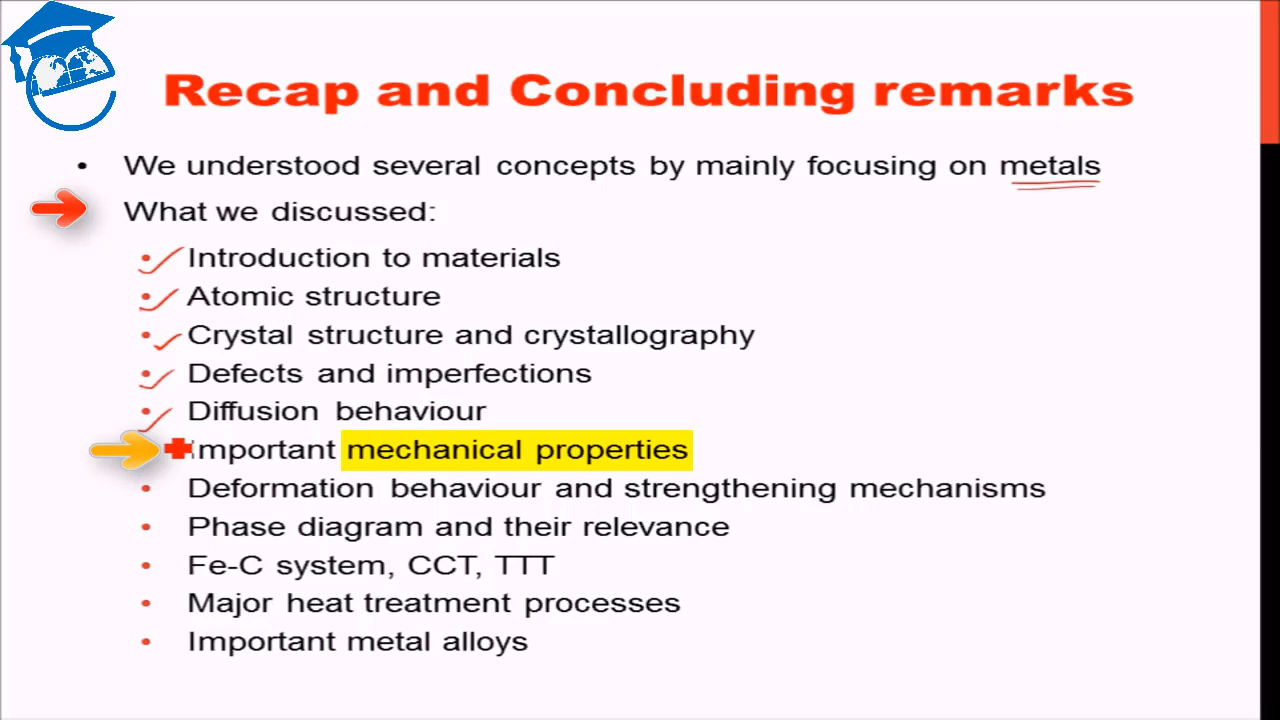 Recap and Concluding remarks
• We understood several concepts by mainly focusing on metals
What we discussed:
• Introduction to materials
• Atomic structure
• Crystal structure and crystallography
• Defects and imperfections
• Diffusion behaviour
Important mechanical properties
• Deformation behaviour and strengthening mechanisms
• Phase diagram and their relevance
• Fe-C system, CCT, TTT
• Major heat treatment processes
• Important metal alloys